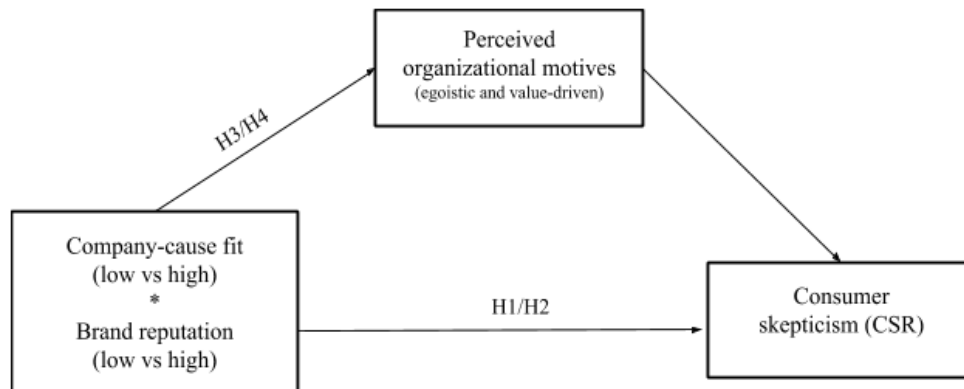 Perceived
organizational motives
(egoistic and value-driven)
H3/H4
Company-cause fit
(low vs high)
*
Brand reputation
(low vs high)
H1/H2
Consumer
skepticism (CSR)